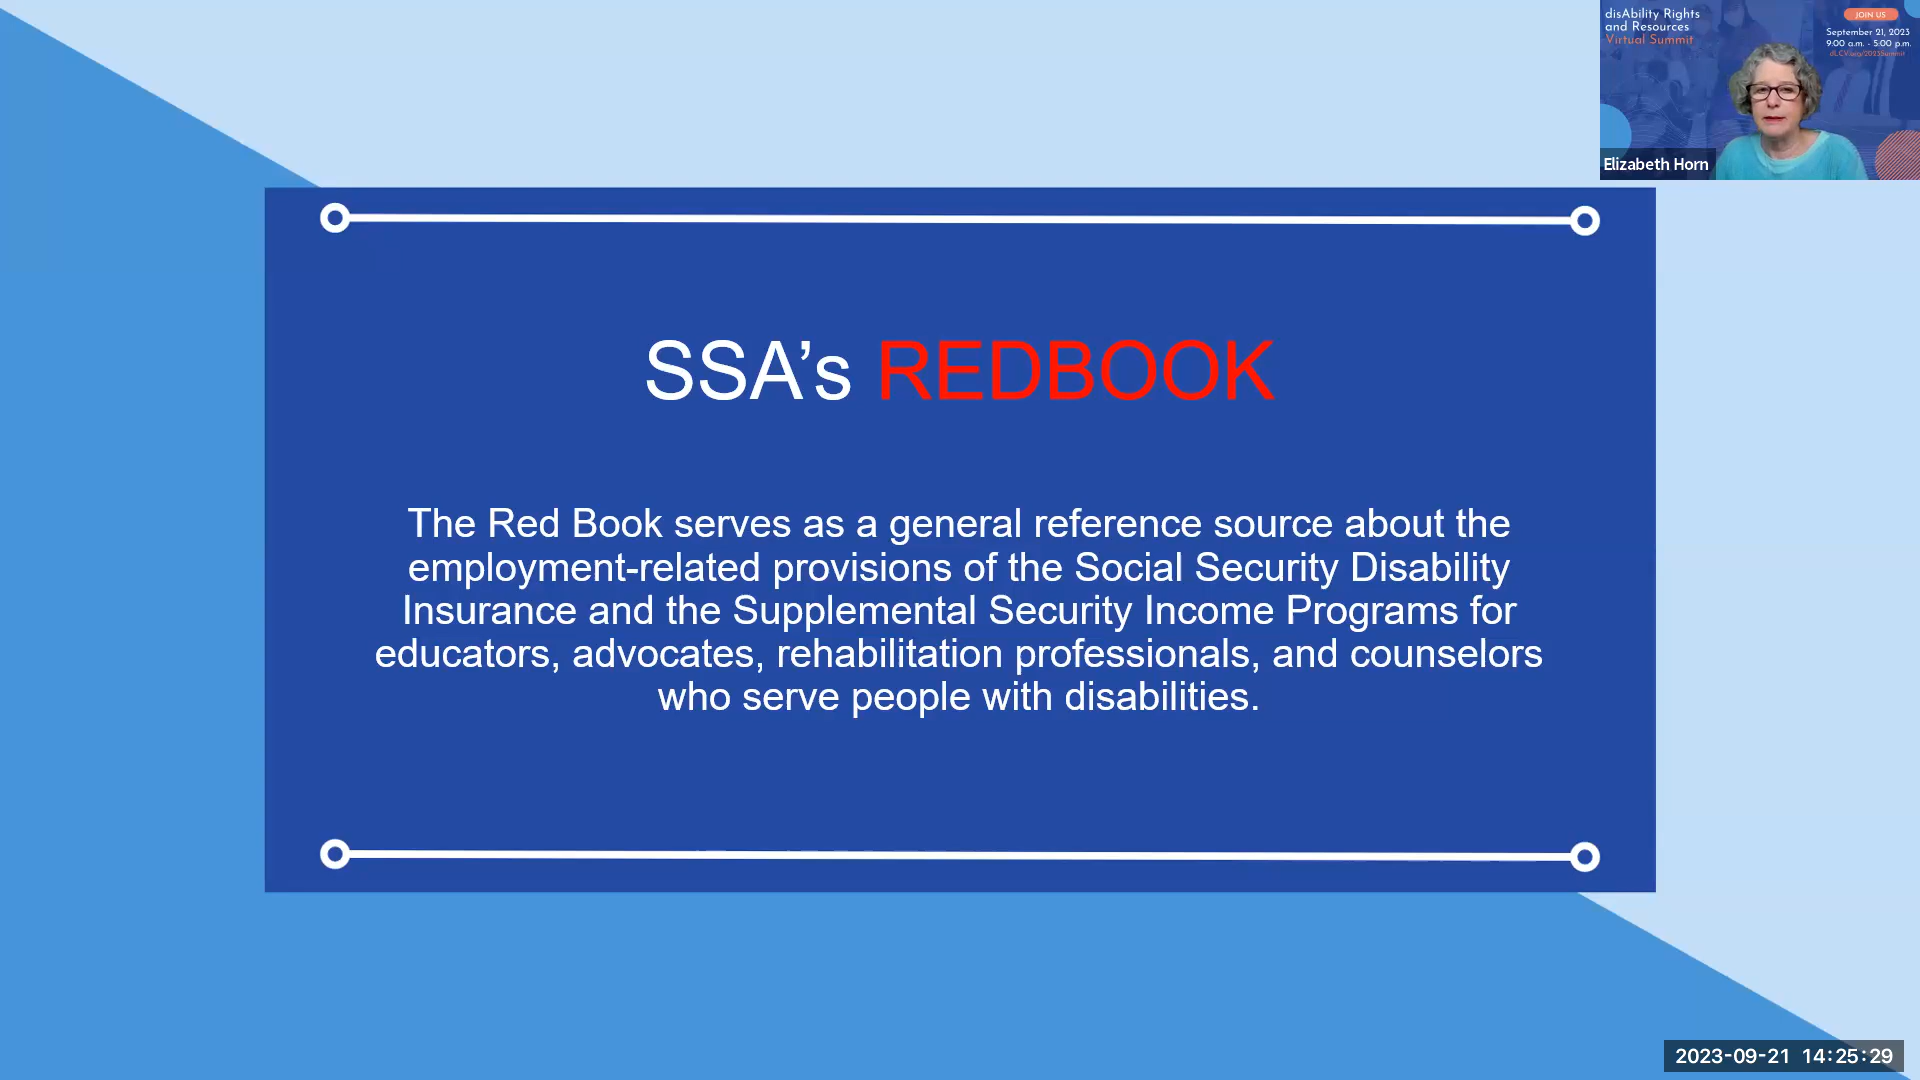 disAbility Rights
and Resources
Virtual Summit
JOIN US
September 21, 2023
9:00 a.m. - 5:00 p.m.
dLCV.org/2023Summit
Elizabeth Horn
SSA’s REDBOOK
The Red Book serves as a general reference source about the
employment-related provisions of the Social Security Disability
Insurance and the Supplemental Security Income Programs for
educators, advocates, rehabilitation professionals, and counselors
who serve people with disabilities.
2023-09-21 14:25:29